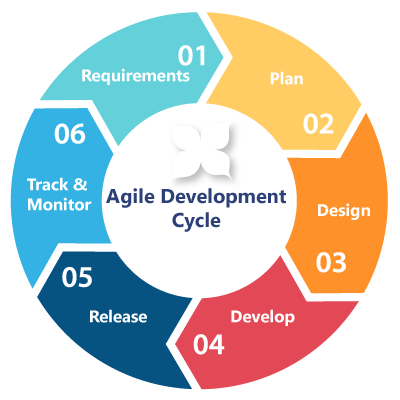 01
Requirements
Plan
02
Design
03
Develop
04
Release
05
Track &
Monitor
06
Agile Development
Cycle